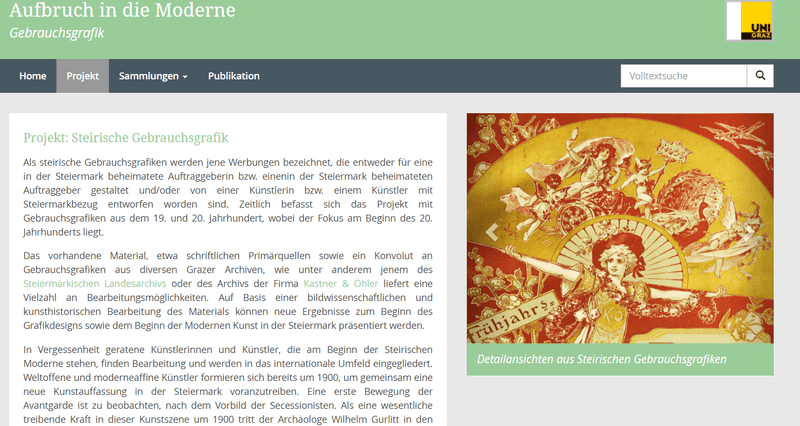 Aufbruch in die Moderne
Gebrauchsgrafik
UNI
GRAZ
Home Projekt Sammlungen Publikation
Volltextsuche
Projekt: Steirische Gebrauchsgrafik
Als steirische Gebrauchsgrafiken werden jene Werbungen bezeichnet, die entweder für eine
in der Steiermark beheimatete Auftraggeberin bzw. einenin der Steiermark beheimateten
Auftraggeber gestaltet und/oder von einer Künstlerin bzw. einem Künstler mit
Steiermarkbezug entworfen worden sind. Zeitlich befasst sich das Projekt mit
Gebrauchsgrafiken aus dem 19. und 20. Jahrhundert, wobei der Fokus am Beginn des 20.
Jahrhunderts liegt.
Das vorhandene Material, etwa schriftlichen Primärquellen sowie ein Konvolut an
Gebrauchsgrafiken aus diversen Grazer Archiven, wie unter anderem jenem des
Steiermärkischen Landesarchivs oder des Archivs der Firma Kastner & Öhler liefert eine
Vielzahl an Bearbeitungsmöglichkeiten. Auf Basis einer bildwissenschaftlichen und
kunsthistorischen Bearbeitung des Materials können neue Ergebnisse zum Beginn des
Grafikdesigns sowie dem Beginn der Modernen Kunst in der Steiermark präsentiert werden.
In Vergessenheit geratene Künstlerinnen und Künstler, die am Beginn der Steirischen
Moderne stehen, finden Bearbeitung und werden in das internationale Umfeld eingegliedert.
Weltoffene und moderneaffine Künstler formieren sich bereits um 1900, um gemeinsam eine
neue Kunstauffassung in der Steiermark voranzutreiben. Eine erste Bewegung der
Avantgarde ist zu beobachten, nach dem Vorbild der Secessionisten. Als eine wesentliche
treibende Kraft in dieser Kunstszene um 1900 tritt der Archäologe Wilhelm Gurlitt in den
Frühjahrs-
KÖ
Detailansichten aus Steirischen Gebrauchsgrafiken